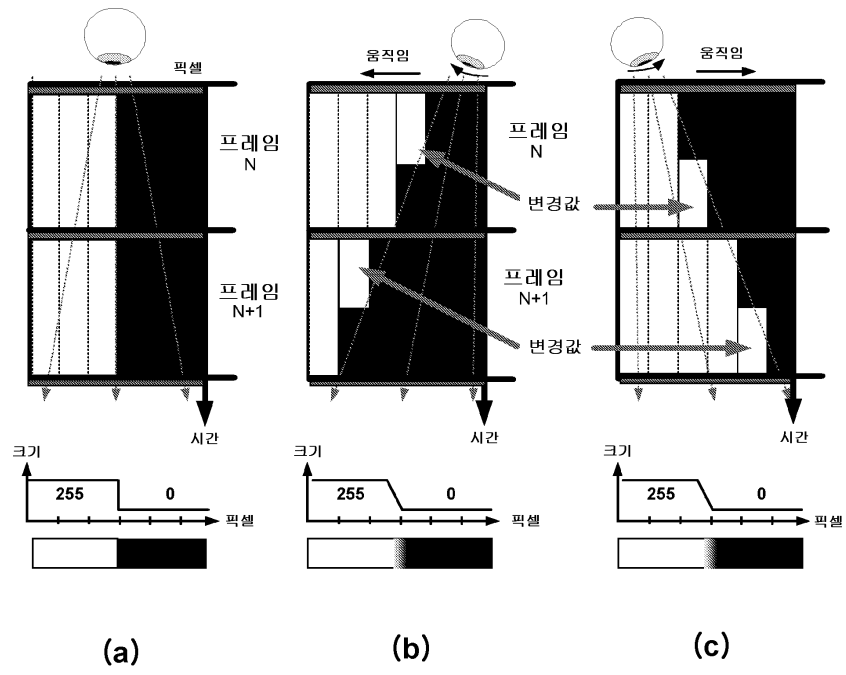 픽셀
움직임
움직임
프레임
N
프레임
N
변경값
프레임
N+1
프레임
N+1
변경값
시간
시간
시간
크기
255
0
픽셀
크기
255
0
픽셀
크기
255
0
픽셀
(a)
(b)
(c)